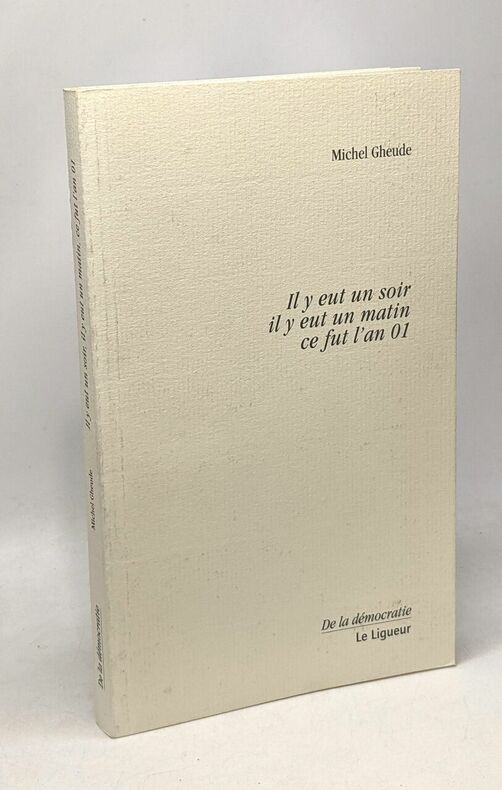 Michel Gheude
Il y eut un soir
il y eut un matin
ce fut l'an 01
De la démocratie
Le Ligueur
Il y eut un soir, il y eut un matin, ce fut l'an 01
Michel Gheude
De la démocratie